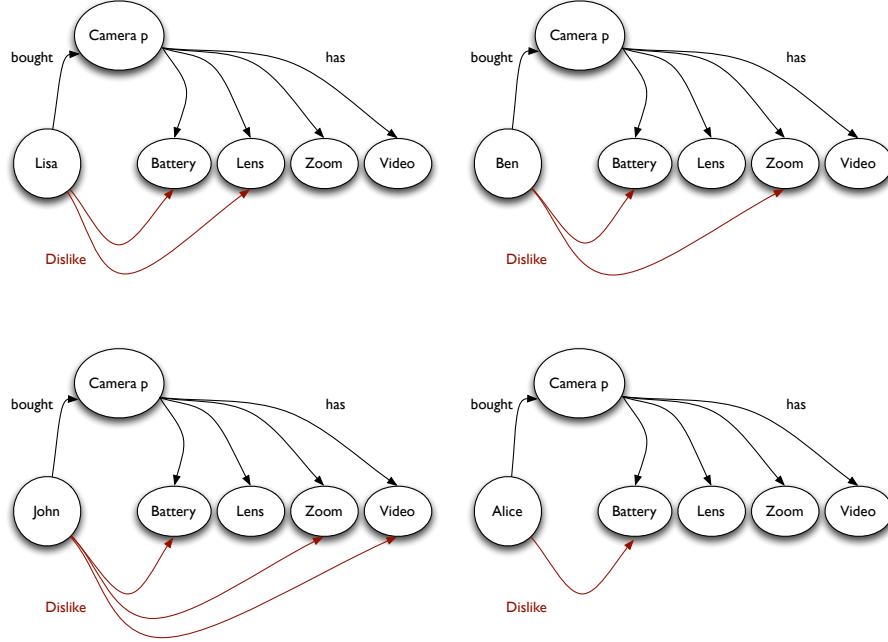 Camera p
bought
has
Lisa
Battery
Lens
Zoom
Video
Dislike
Camera p
bought
has
Ben
Battery
Lens
Zoom
Video
Dislike
Camera p
bought
has
John
Battery
Lens
Zoom
Video
Dislike
Camera p
bought
has
Alice
Battery
Lens
Zoom
Video
Dislike